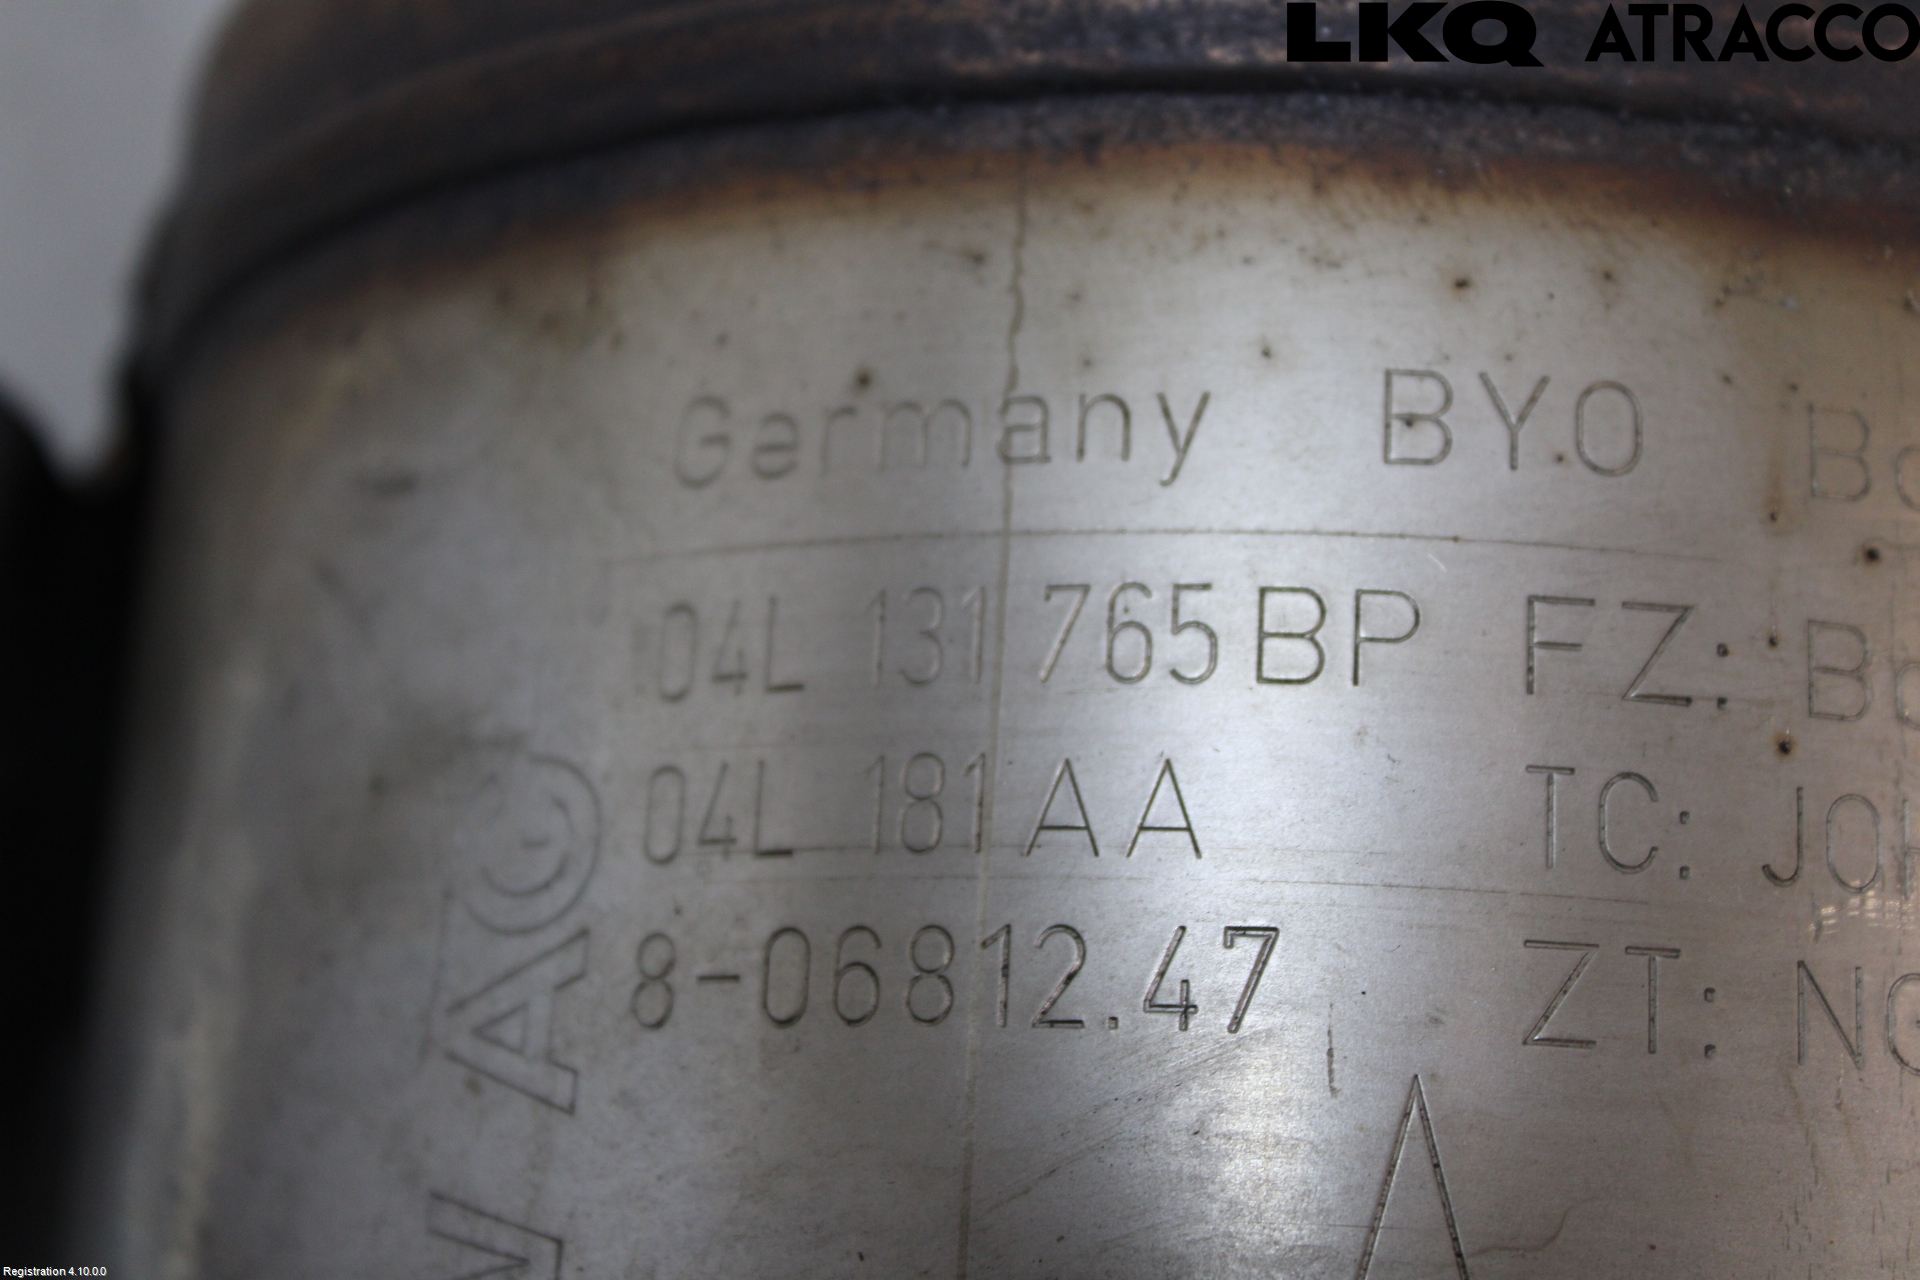 LKQ ATRACCO
Germany BYO
04L 131 765 BP FZ:
04L 181 AA TC:
8-06812.47 ZT:
Registration 4.10.0.0